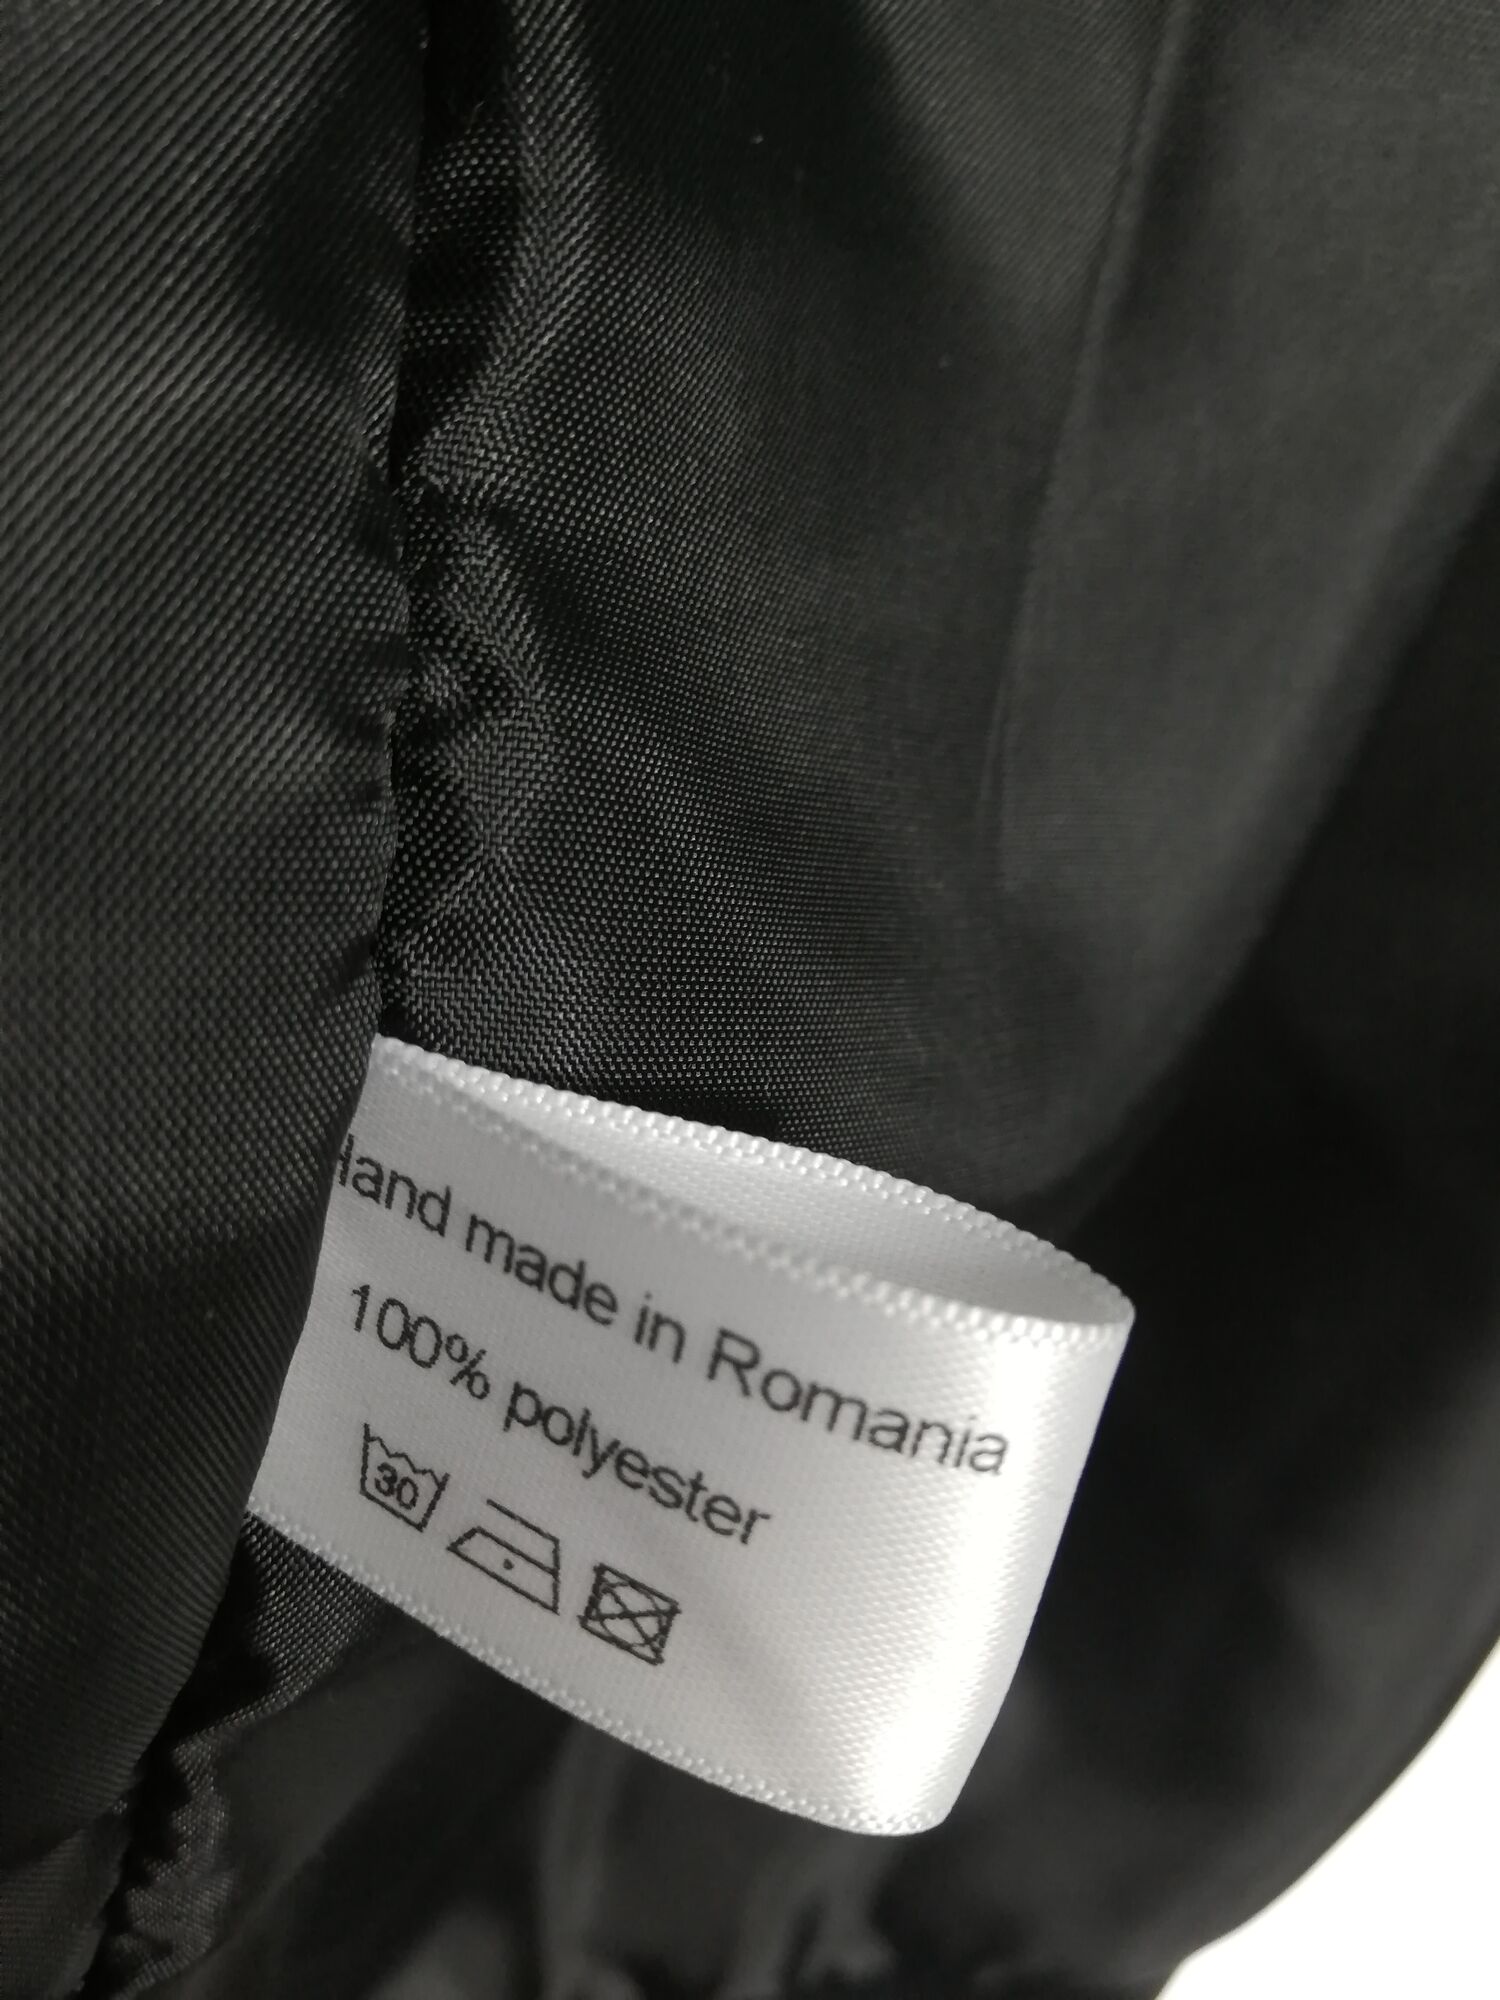 Hand made in Romania
100% polyester
30